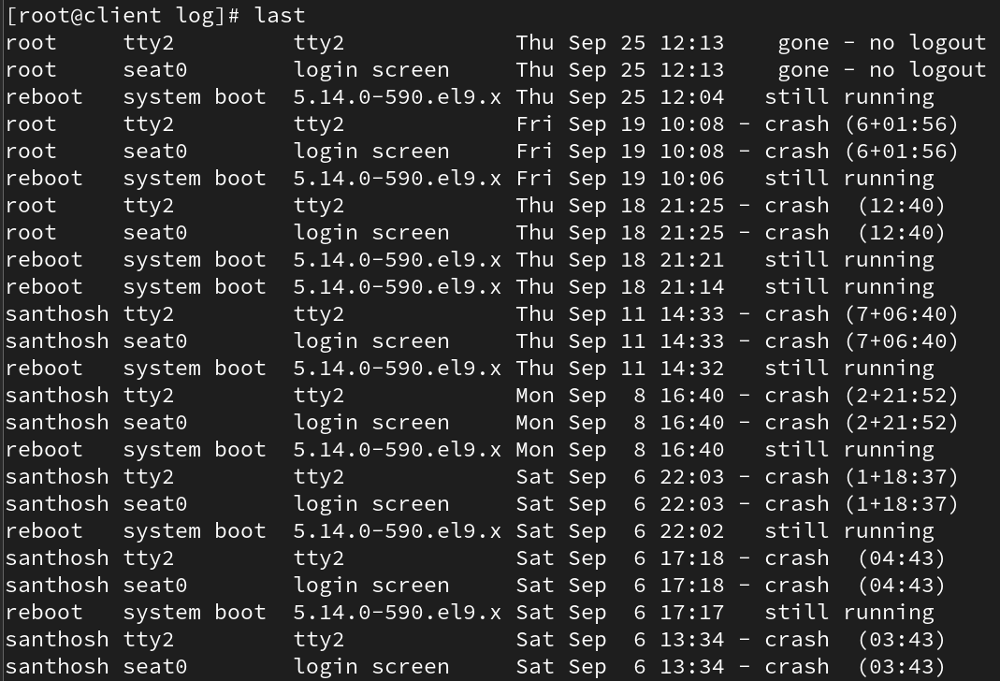 [root@client log]# last
root     tty2         tty2             Thu Sep 25 12:13    gone - no logout
root     seat0        login screen     Thu Sep 25 12:13    gone - no logout
reboot   system boot  5.14.0-590.el9.x Thu Sep 25 12:04   still running
root     tty2         tty2             Fri Sep 19 10:08 - crash (6+01:56)
root     seat0        login screen     Fri Sep 19 10:08 - crash (6+01:56)
reboot   system boot  5.14.0-590.el9.x Fri Sep 19 10:06   still running
root     tty2         tty2             Thu Sep 18 21:25 - crash  (12:40)
root     seat0        login screen     Thu Sep 18 21:25 - crash  (12:40)
reboot   system boot  5.14.0-590.el9.x Thu Sep 18 21:21   still running
reboot   system boot  5.14.0-590.el9.x Thu Sep 18 21:14   still running
santhosh tty2         tty2             Thu Sep 11 14:33 - crash (7+06:40)
santhosh seat0        login screen     Thu Sep 11 14:33 - crash (7+06:40)
reboot   system boot  5.14.0-590.el9.x Thu Sep 11 14:32   still running
santhosh tty2         tty2             Mon Sep  8 16:40 - crash (2+21:52)
santhosh seat0        login screen     Mon Sep  8 16:40 - crash (2+21:52)
reboot   system boot  5.14.0-590.el9.x Mon Sep  8 16:40   still running
santhosh tty2         tty2             Sat Sep  6 22:03 - crash (1+18:37)
santhosh seat0        login screen     Sat Sep  6 22:03 - crash (1+18:37)
reboot   system boot  5.14.0-590.el9.x Sat Sep  6 22:02   still running
santhosh tty2         tty2             Sat Sep  6 17:18 - crash  (04:43)
santhosh seat0        login screen     Sat Sep  6 17:18 - crash  (04:43)
reboot   system boot  5.14.0-590.el9.x Sat Sep  6 17:17   still running
santhosh tty2         tty2             Sat Sep  6 13:34 - crash  (03:43)
santhosh seat0        login screen     Sat Sep  6 13:34 - crash  (03:43)